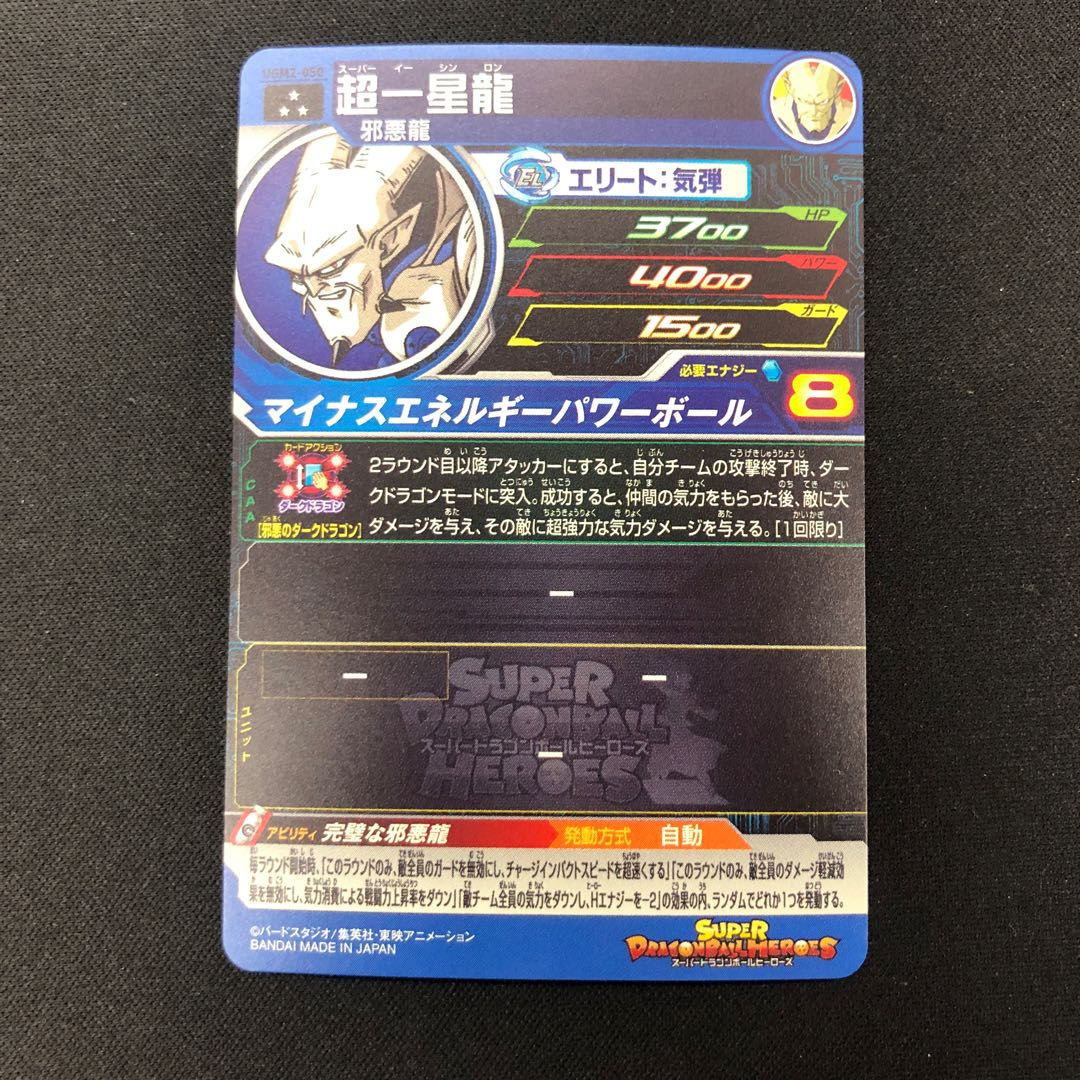 UGM2-050
スーパー イー シン ロン
超一星龍
邪悪龍
EL エリート:気弾
HP
3700
パワー
4000
ガード
1500
必要エナジー 8
マイナスエネルギーパワーボール
CAA
カードアクション
ダークドラゴン
[邪悪のダークドラゴン]
2ラウンド目以降アタッカーにすると、自分チームの攻撃終了時、ダー
クドラゴンモードに突入。成功すると、仲間の気力をもらった後、敵に大
ダメージを与え、その敵に超強力な気力ダメージを与える。[1回限り]
ー
ユニット
ー ー
ー
SUPER
DRAGONBALL
スーパードラゴンボールヒーローズ
HEROES
アビリティ 完璧な邪悪龍 発動方式 自動
毎ラウンド開始時、「このラウンドのみ、敵全員のガードを無効にし、チャージインパクトスピードを超速くする」「このラウンドのみ、敵全員のダメージ軽減効
果を無効にし、気力消費による戦闘力上昇率をダウン」「敵チーム全員の気力をダウンし、Hエナジーを-2」の効果の内、ランダムでどれか1つを発動する。
©バードスタジオ/集英社・東映アニメーション
BANDAI MADE IN JAPAN
SUPER
DRAGONBALL HEROES
スーパードラゴンボールヒーローズ